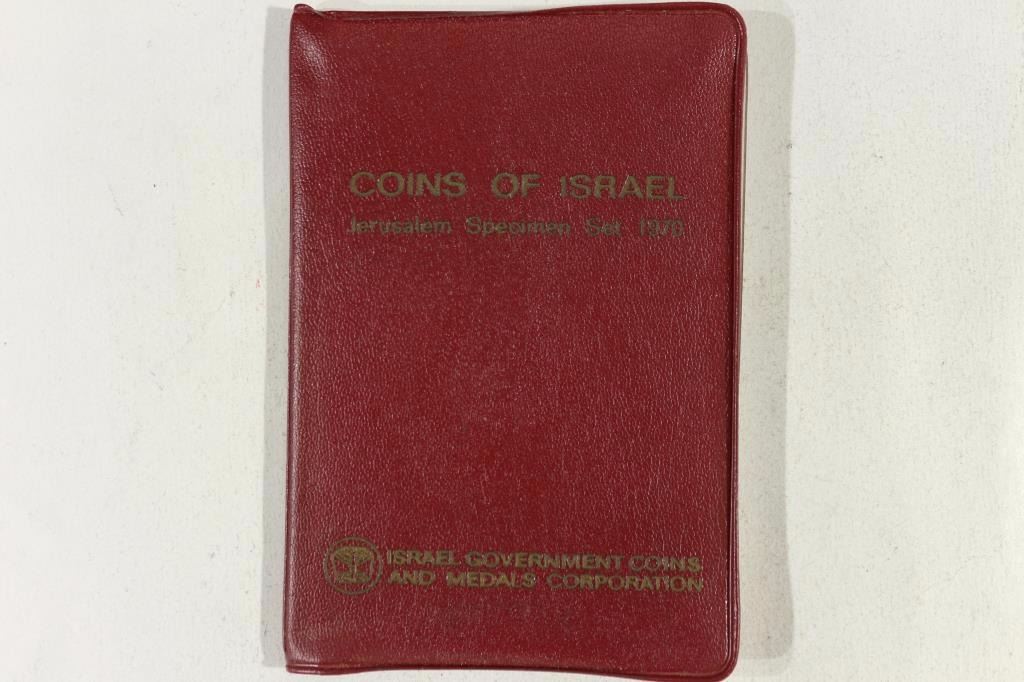 COINS OF ISRAEL
Jerusalem Specimen Set 1970
ISRAEL GOVERNMENT COINS
AND MEDALS CORPORATION